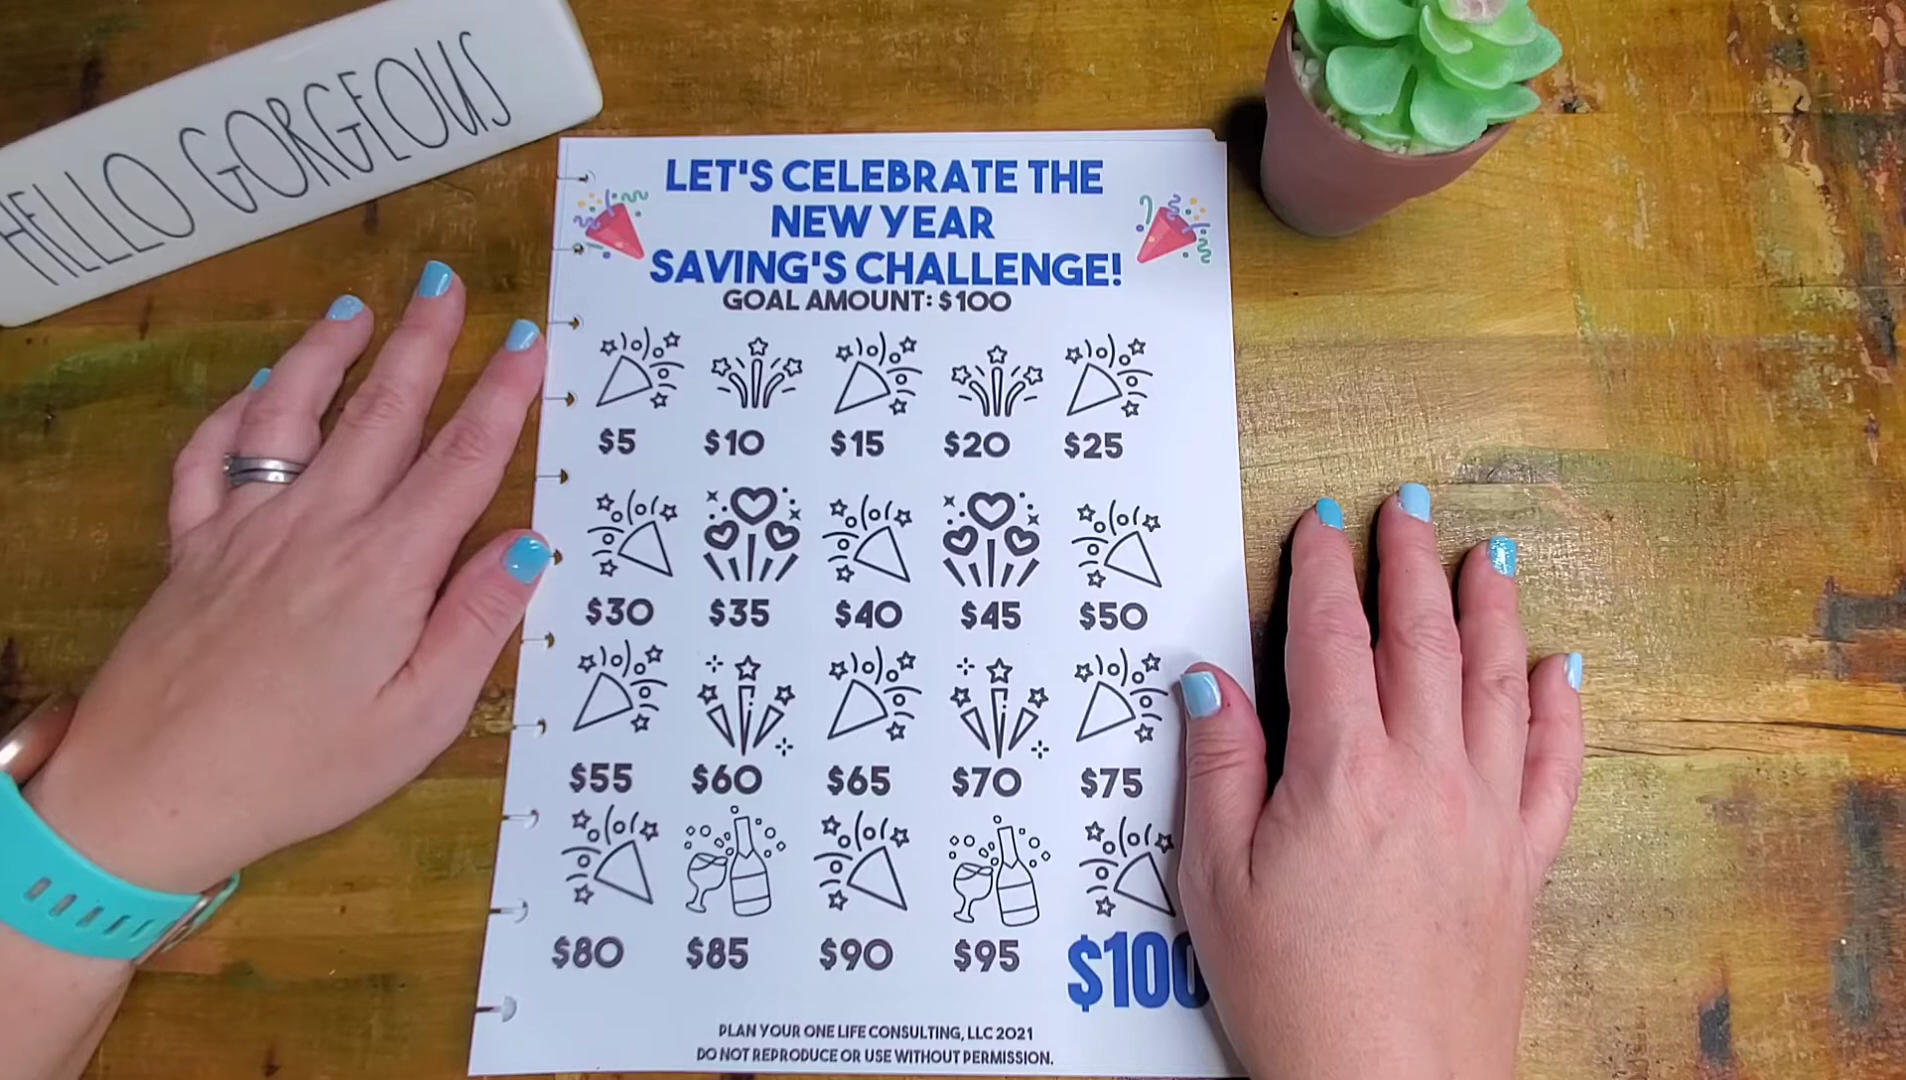 HELLO GORGEOUS
LET'S CELEBRATE THE
NEW YEAR
SAVING'S CHALLENGE!
GOAL AMOUNT: $100
$5 $10 $15 $20 $25
$30 $35 $40 $45 $50
$55 $60 $65 $70 $75
$80 $85 $90 $95 $100
PLAN YOUR ONE LIFE CONSULTING, LLC 2021
DO NOT REPRODUCE OR USE WITHOUT PERMISSION.